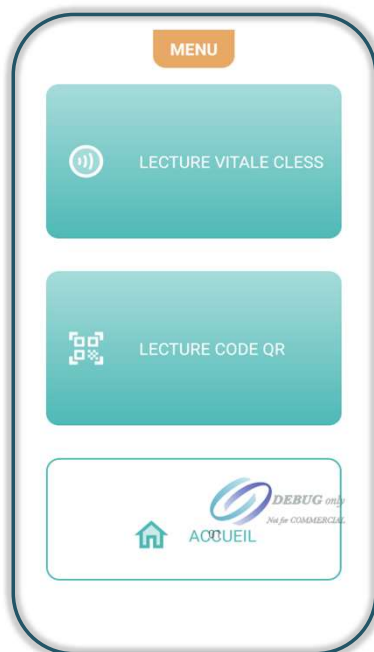 MENU
LECTURE VITALE CLESS
LECTURE CODE QR
DEBUG only
Not for COMMERCIAL
ACCUEIL